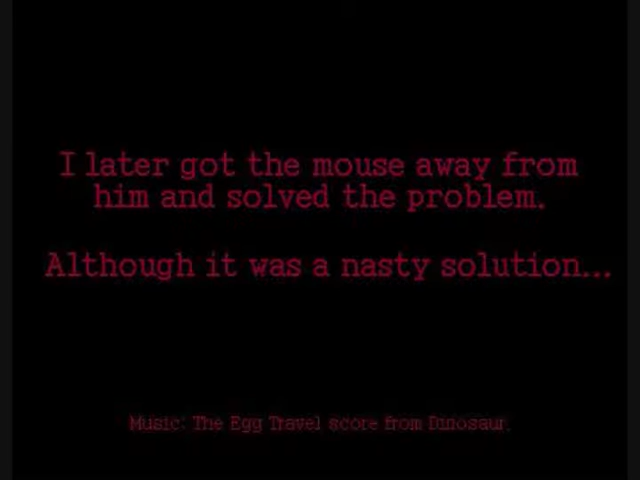 I later got the mouse away from
him and solved the problem.
Although it was a nasty solution...
Music: The Egg Travel score from Dinosaur.